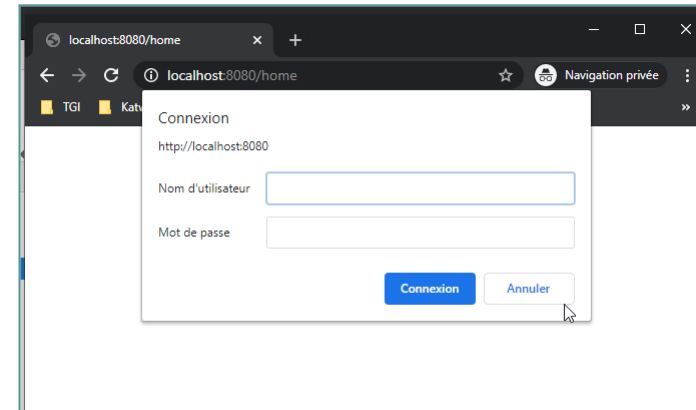 localhost:8080/home
localhost:8080/home
Navigation privée
TGI
Connexion
http://localhost:8080
Nom d'utilisateur
Mot de passe
Connexion
Annuler